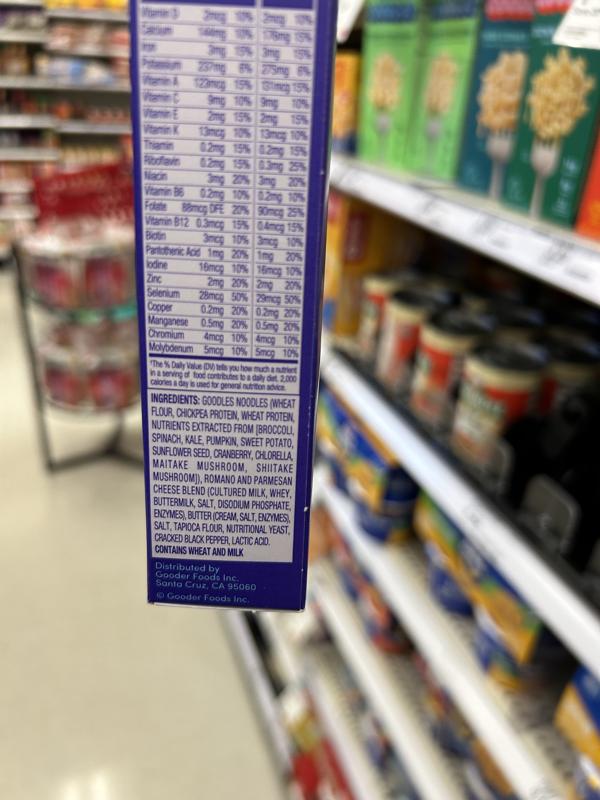 Vitamin D 2mcg 10% 2mcg 10%
Calcium 10% 176mg 15%
Iron 3mg 15% 3mg 15%
Potassium 237mg 6% 275mg 6%
Vitamin A 15% 131mcg 15%
Vitamin C 9mg 10% 9mg 10%
Vitamin E 2mg 15% 2mg 15%
Vitamin K 13mcg 10% 13mcg 10%
Thiamin 0.2mg 15% 0.2mg 15%
Riboflavin 0.2mg 15% 0.3mg 25%
Niacin 3mg 20% 3mg 20%
Vitamin B6 0.2mg 10% 0.2mg 10%
Folate 88mcg DFE 20% 90mcg 25%
Vitamin B12 0.3mcg 15% 0.4mcg 15%
Biotin 3mcg 10% 3mcg 10%
Pantothenic Acid 1mg 20% 1mg 20%
Iodine 16mcg 10% 16mcg 10%
Zinc 2mg 20% 2mg 20%
Selenium 28mcg 50% 29mcg 50%
Copper 0.2mg 20% 0.2mg 20%
Manganese 0.5mg 20% 0.5mg 20%
Chromium 4mcg 10% 4mcg 10%
Molybdenum 5mcg 10% 5mcg 10%
*The % Daily Value (DV) tells you how much a nutrient
in a serving of food contributes to a daily diet. 2,000
calories a day is used for general nutrition advice.
INGREDIENTS: GOODLES NOODLES (WHEAT
FLOUR, CHICKPEA PROTEIN, WHEAT PROTEIN,
NUTRIENTS EXTRACTED FROM [BROCCOLI,
SPINACH, KALE, PUMPKIN, SWEET POTATO,
SUNFLOWER SEED, CRANBERRY, CHLORELLA,
MAITAKE MUSHROOM, SHIITAKE
MUSHROOM]), ROMANO AND PARMESAN
CHEESE BLEND (CULTURED MILK, WHEY,
BUTTERMILK, SALT, DISODIUM PHOSPHATE,
ENZYMES), BUTTER (CREAM, SALT, ENZYMES),
SALT, TAPIOCA FLOUR, NUTRITIONAL YEAST,
CRACKED BLACK PEPPER, LACTIC ACID.
CONTAINS WHEAT AND MILK
Distributed by
Gooder Foods Inc.
Santa Cruz, CA 95060
© Gooder Foods Inc.